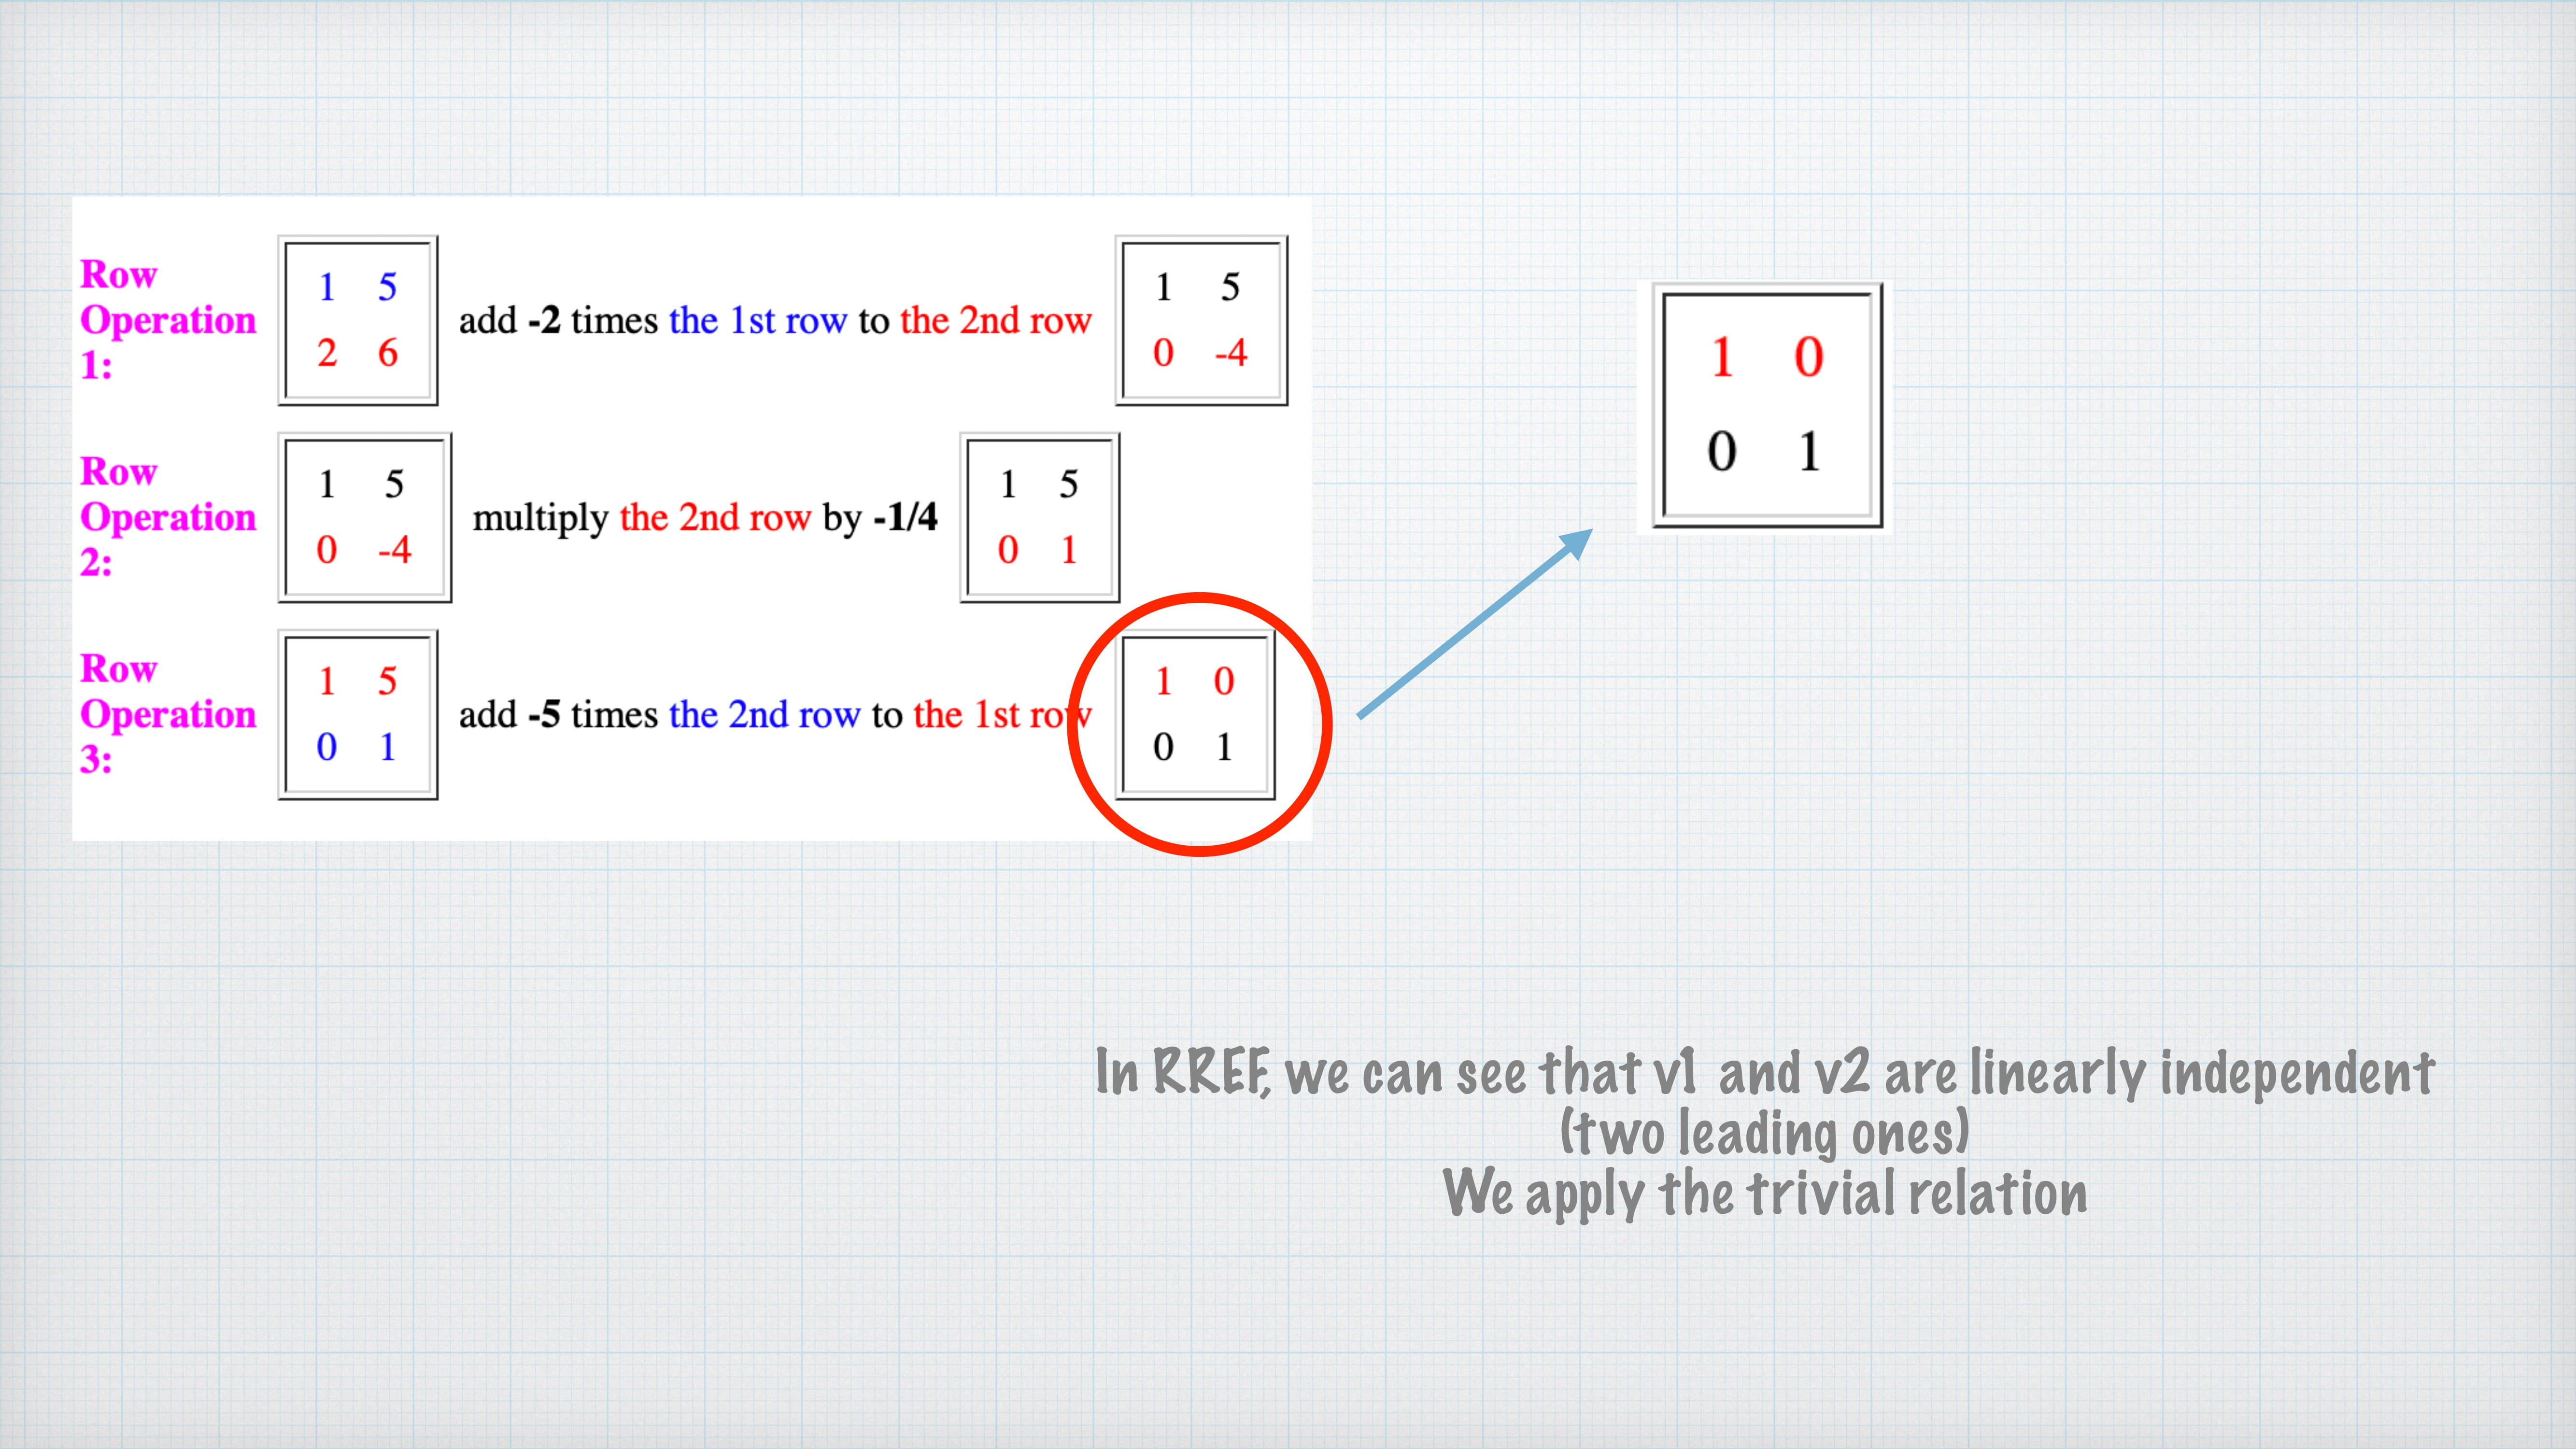 Row
Operation
1:
1 5
2 6
add -2 times the 1st row to the 2nd row
1 5
0 -4
Row
Operation
2:
1 5
0 -4
multiply the 2nd row by -1/4
1 5
0 1
Row
Operation
3:
1 5
0 1
add -5 times the 2nd row to the 1st row
1 0
0 1
1 0
0 1
In RREF, we can see that v1 and v2 are linearly independent
(two leading ones)
We apply the trivial relation